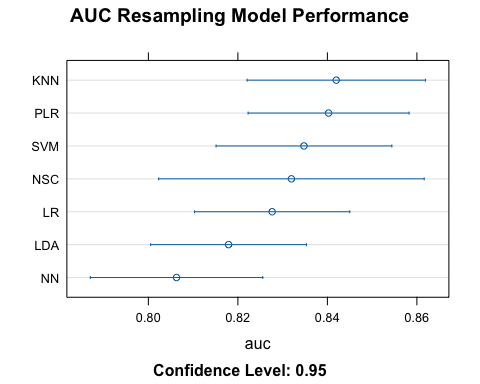 AUC Resampling Model Performance
KNN
PLR
SVM
NSC
LR
LDA
NN
0.80 0.82 0.84 0.86
auc
Confidence Level: 0.95